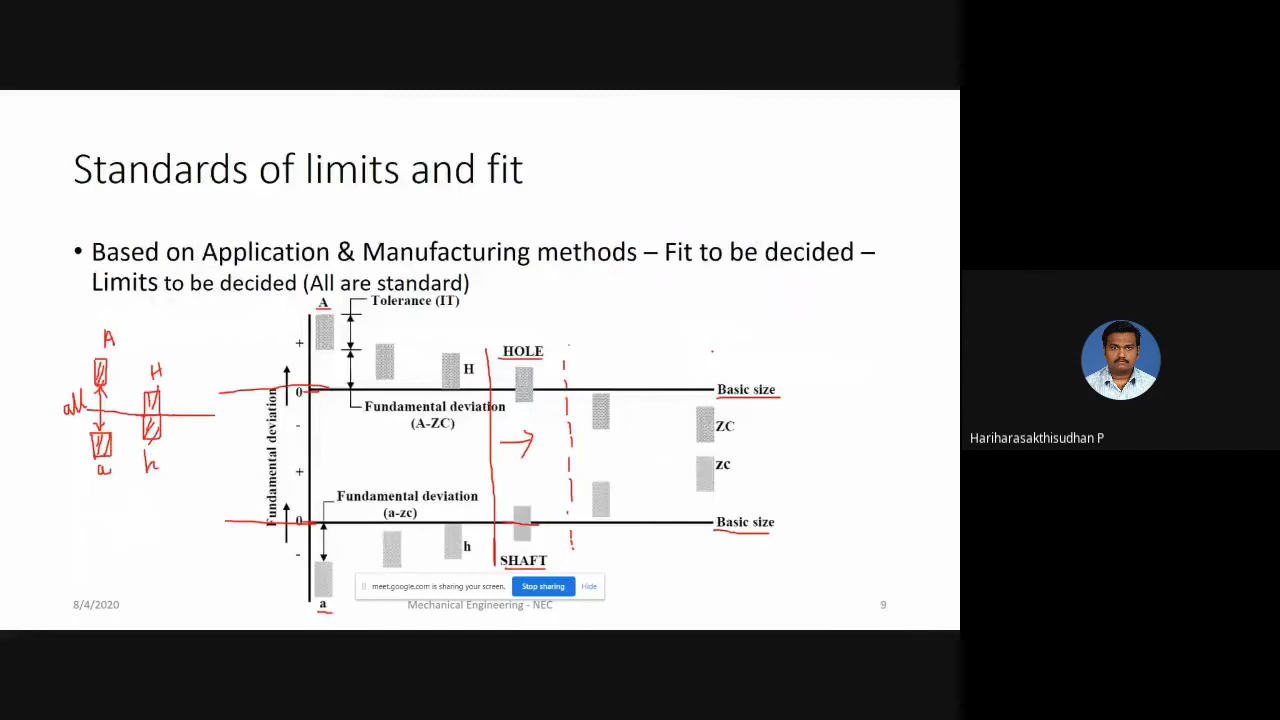 Standards of limits and fit
• Based on Application & Manufacturing methods – Fit to be decided –
Limits to be decided (All are standard)
A
Tolerance (IT)
+
H
HOLE
0
Basic size
Fundamental deviation
(A-ZC)
-
ZC
Fundamental deviation
+
zc
Fundamental deviation
(a-zc)
0
Basic size
-
h
SHAFT
a
A
H
all
a
h
meet.google.com is sharing your screen.
Stop sharing
Hide
8/4/2020
Mechanical Engineering - NEC
9
Hariharasakthisudhan P